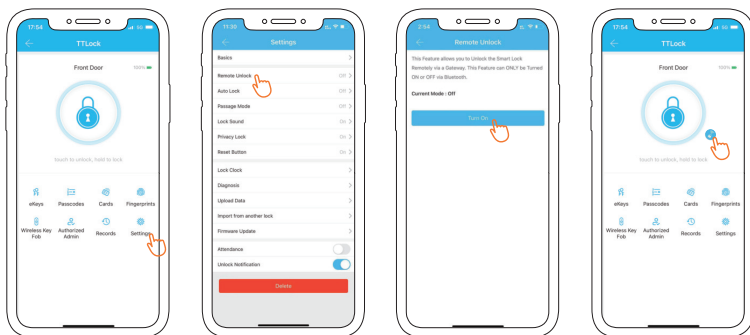 17:54
TTLock
Front Door
100%
touch to unlock, hold to lock
eKeys
Passcodes
Cards
Fingerprints
Wireless Key Fob
Authorized Admin
Records
Settings
11:30
Settings
Basics
Remote Unlock Off
Auto Lock Off
Passage Mode Off
Lock Sound On
Privacy Lock On
Reset Button On
Lock Clock
Diagnosis
Upload Data
Import from another lock
Firmware Update
Attendance
Unlock Notification
Delete
2:54
Remote Unlock
This Feature allows you to Unlock the Smart Lock
Remotely via a Gateway. This Feature can ONLY be Turned
ON or OFF via Bluetooth.
Current Mode : Off
Turn On
17:54
TTLock
Front Door
100%
touch to unlock, hold to lock
eKeys
Passcodes
Cards
Fingerprints
Wireless Key Fob
Authorized Admin
Records
Settings